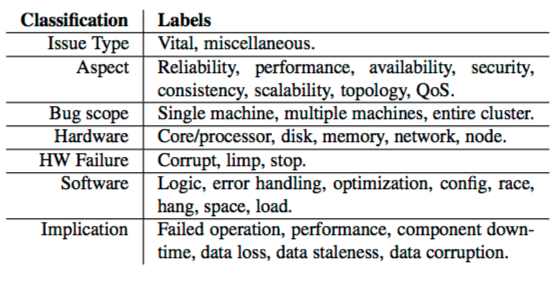 Classification Labels
Issue Type Vital, miscellaneous.
Aspect Reliability, performance, availability, security,
consistency, scalability, topology, QoS.
Bug scope Single machine, multiple machines, entire cluster.
Hardware Core/processor, disk, memory, network, node.
HW Failure Corrupt, limp, stop.
Software Logic, error handling, optimization, config, race,
hang, space, load.
Implication Failed operation, performance, component down-
time, data loss, data staleness, data corruption.